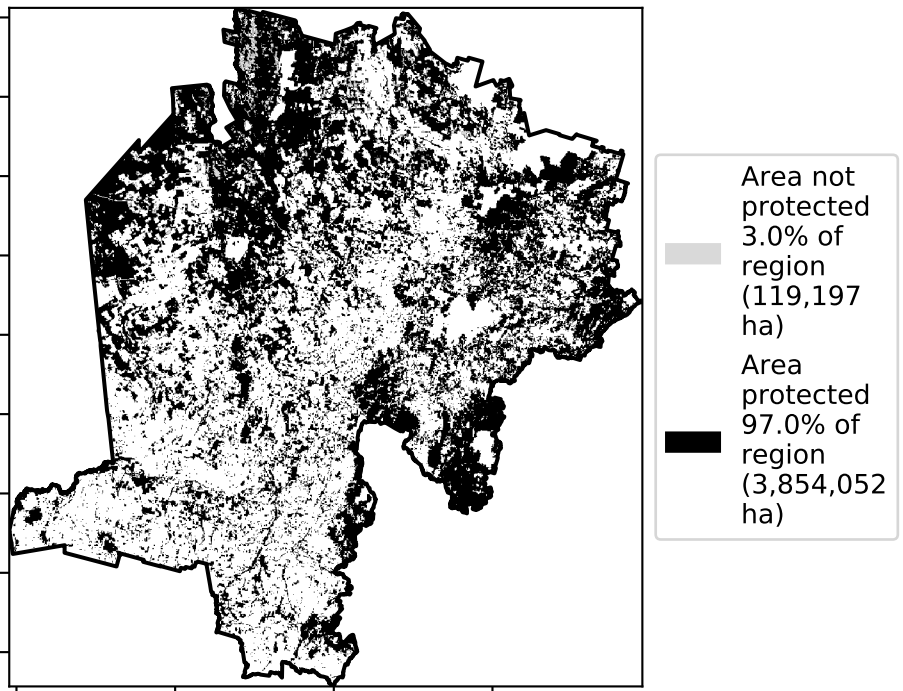 Area not
protected
3.0% of
region
(119,197
ha)
Area
protected
97.0% of
region
(3,854,052
ha)